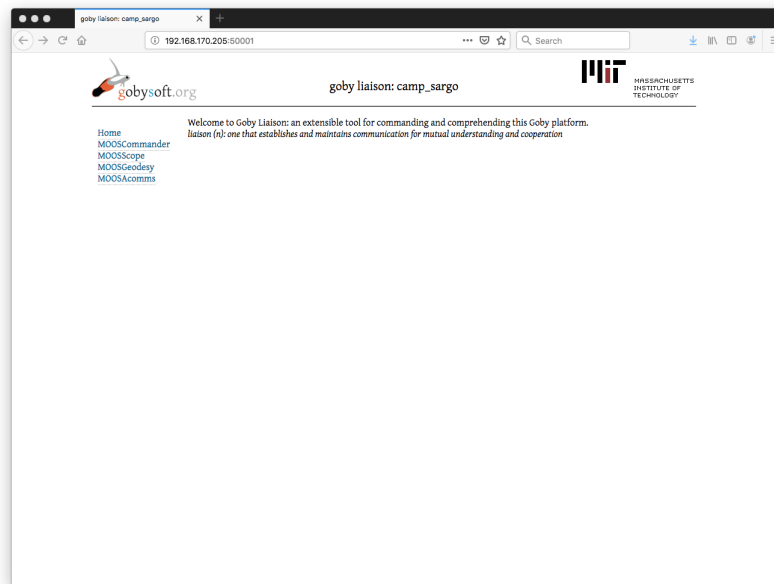 goby liaison: camp_sargo
192.168.170.205:50001
Search
gobysoft.org
goby liaison: camp_sargo
MIT
MASSACHUSETTS
INSTITUTE OF
TECHNOLOGY
Home
MOOSCommander
MOOSScope
MOOSGeodesy
MOOSAcomms
Welcome to Goby Liaison: an extensible tool for commanding and comprehending this Goby platform.
liaison (n): one that establishes and maintains communication for mutual understanding and cooperation